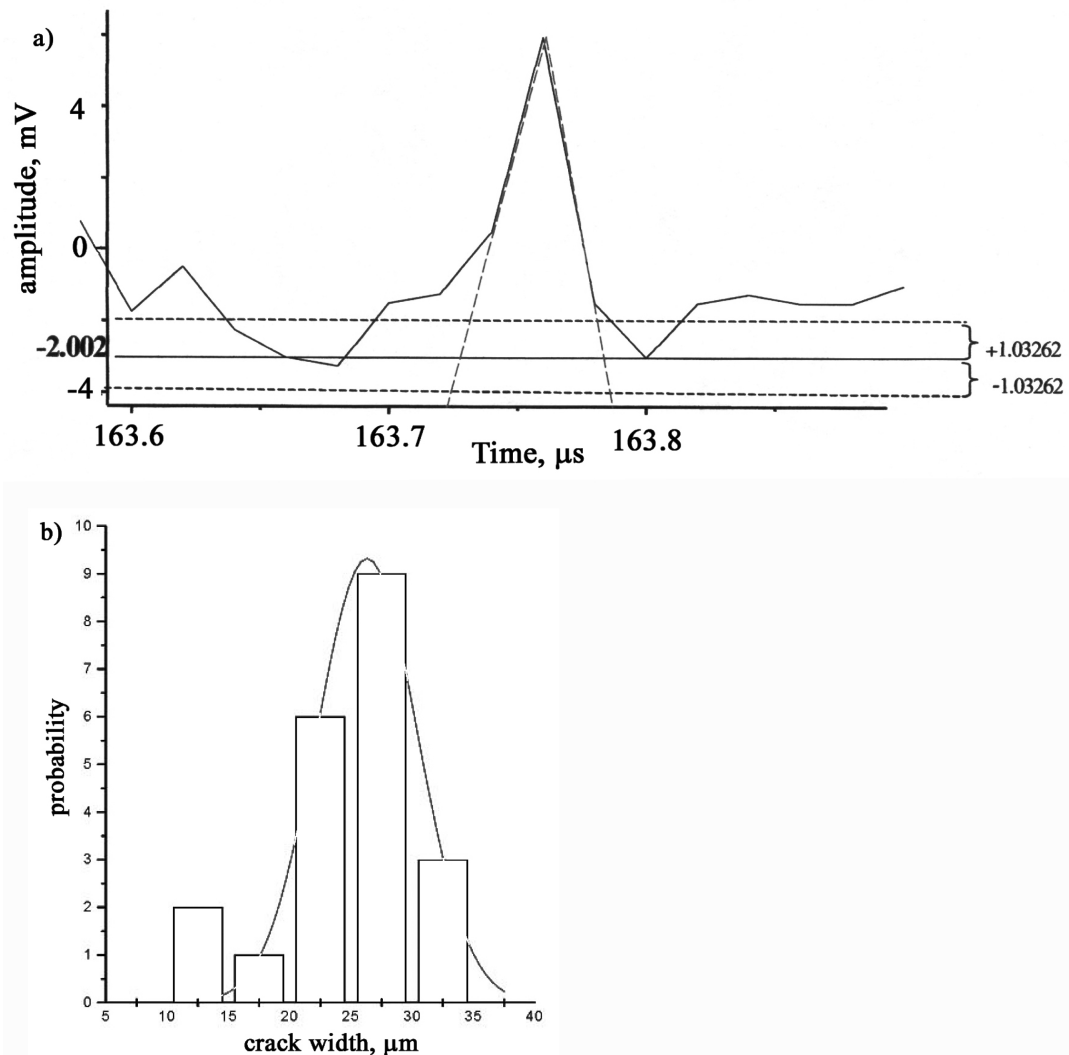 a)
amplitude, mV
4
0
-2.002
-4
+1.03262
-1.03262
163.6 163.7 163.8
Time, μs
b)
probability
10
9
8
7
6
5
4
3
2
1
0
5 10 15 20 25 30 35 40
crack width, μm